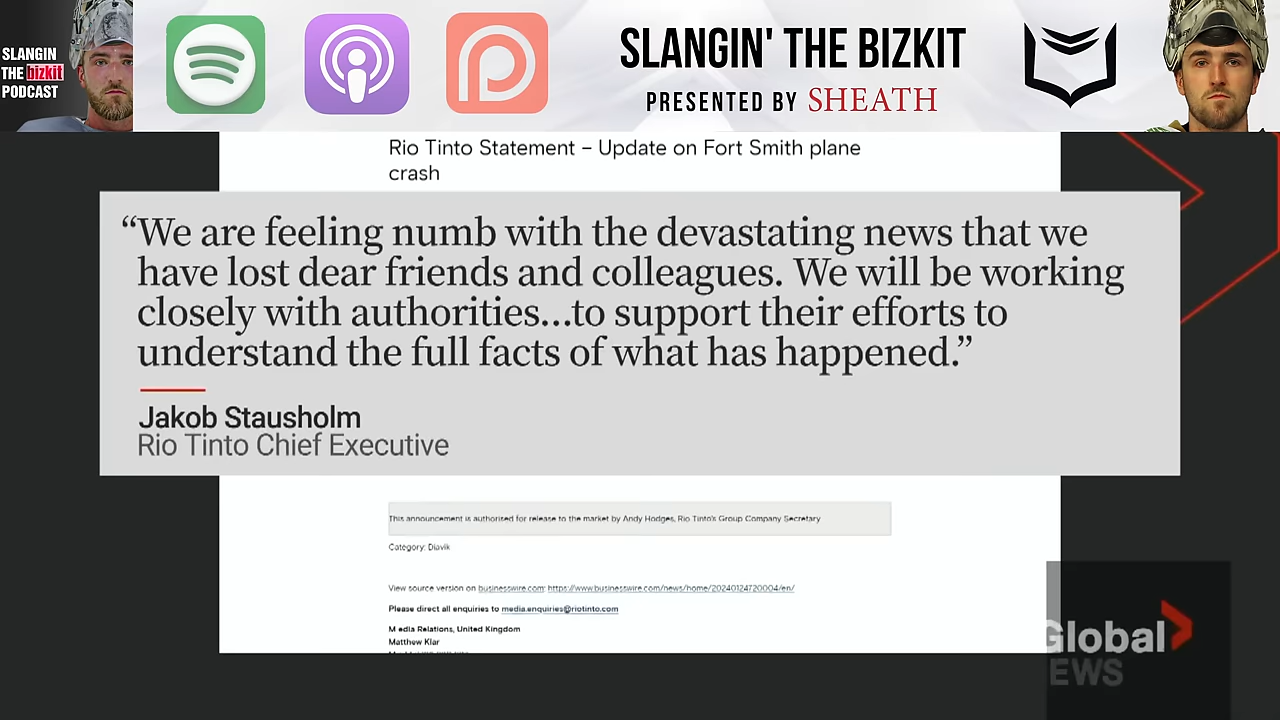 SLANGIN
THE bizkit
PODCAST
SLANGIN' THE BIZKIT
PRESENTED BY SHEATH
Rio Tinto Statement – Update on Fort Smith plane
crash
“We are feeling numb with the devastating news that we
have lost dear friends and colleagues. We will be working
closely with authorities...to support their efforts to
understand the full facts of what has happened.”
Jakob Stausholm
Rio Tinto Chief Executive
This announcement is authorised for release to the market by Andy Hodges, Rio Tinto's Group Company Secretary
Category: Diavik
View source version on businesswire.com: https://www.businesswire.com/news/home/20240124720004/en/
Please direct all enquiries to media.enquiries@riotinto.com
Media Relations, United Kingdom
Matthew Klar
Global
NEWS